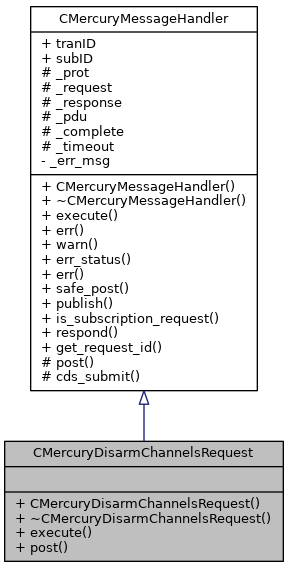 CMercuryMessageHandler
+ tranID
+ subID
# _prot
# _request
# _response
# _pdu
# _complete
# _timeout
- _err_msg
+ CMercuryMessageHandler()
+ ~CMercuryMessageHandler()
+ execute()
+ err()
+ warn()
+ err_status()
+ err()
+ safe_post()
+ publish()
+ is_subscription_request()
+ respond()
+ get_request_id()
# post()
# cds_submit()
CMercuryDisarmChannelsRequest
+ CMercuryDisarmChannelsRequest()
+ ~CMercuryDisarmChannelsRequest()
+ execute()
+ post()